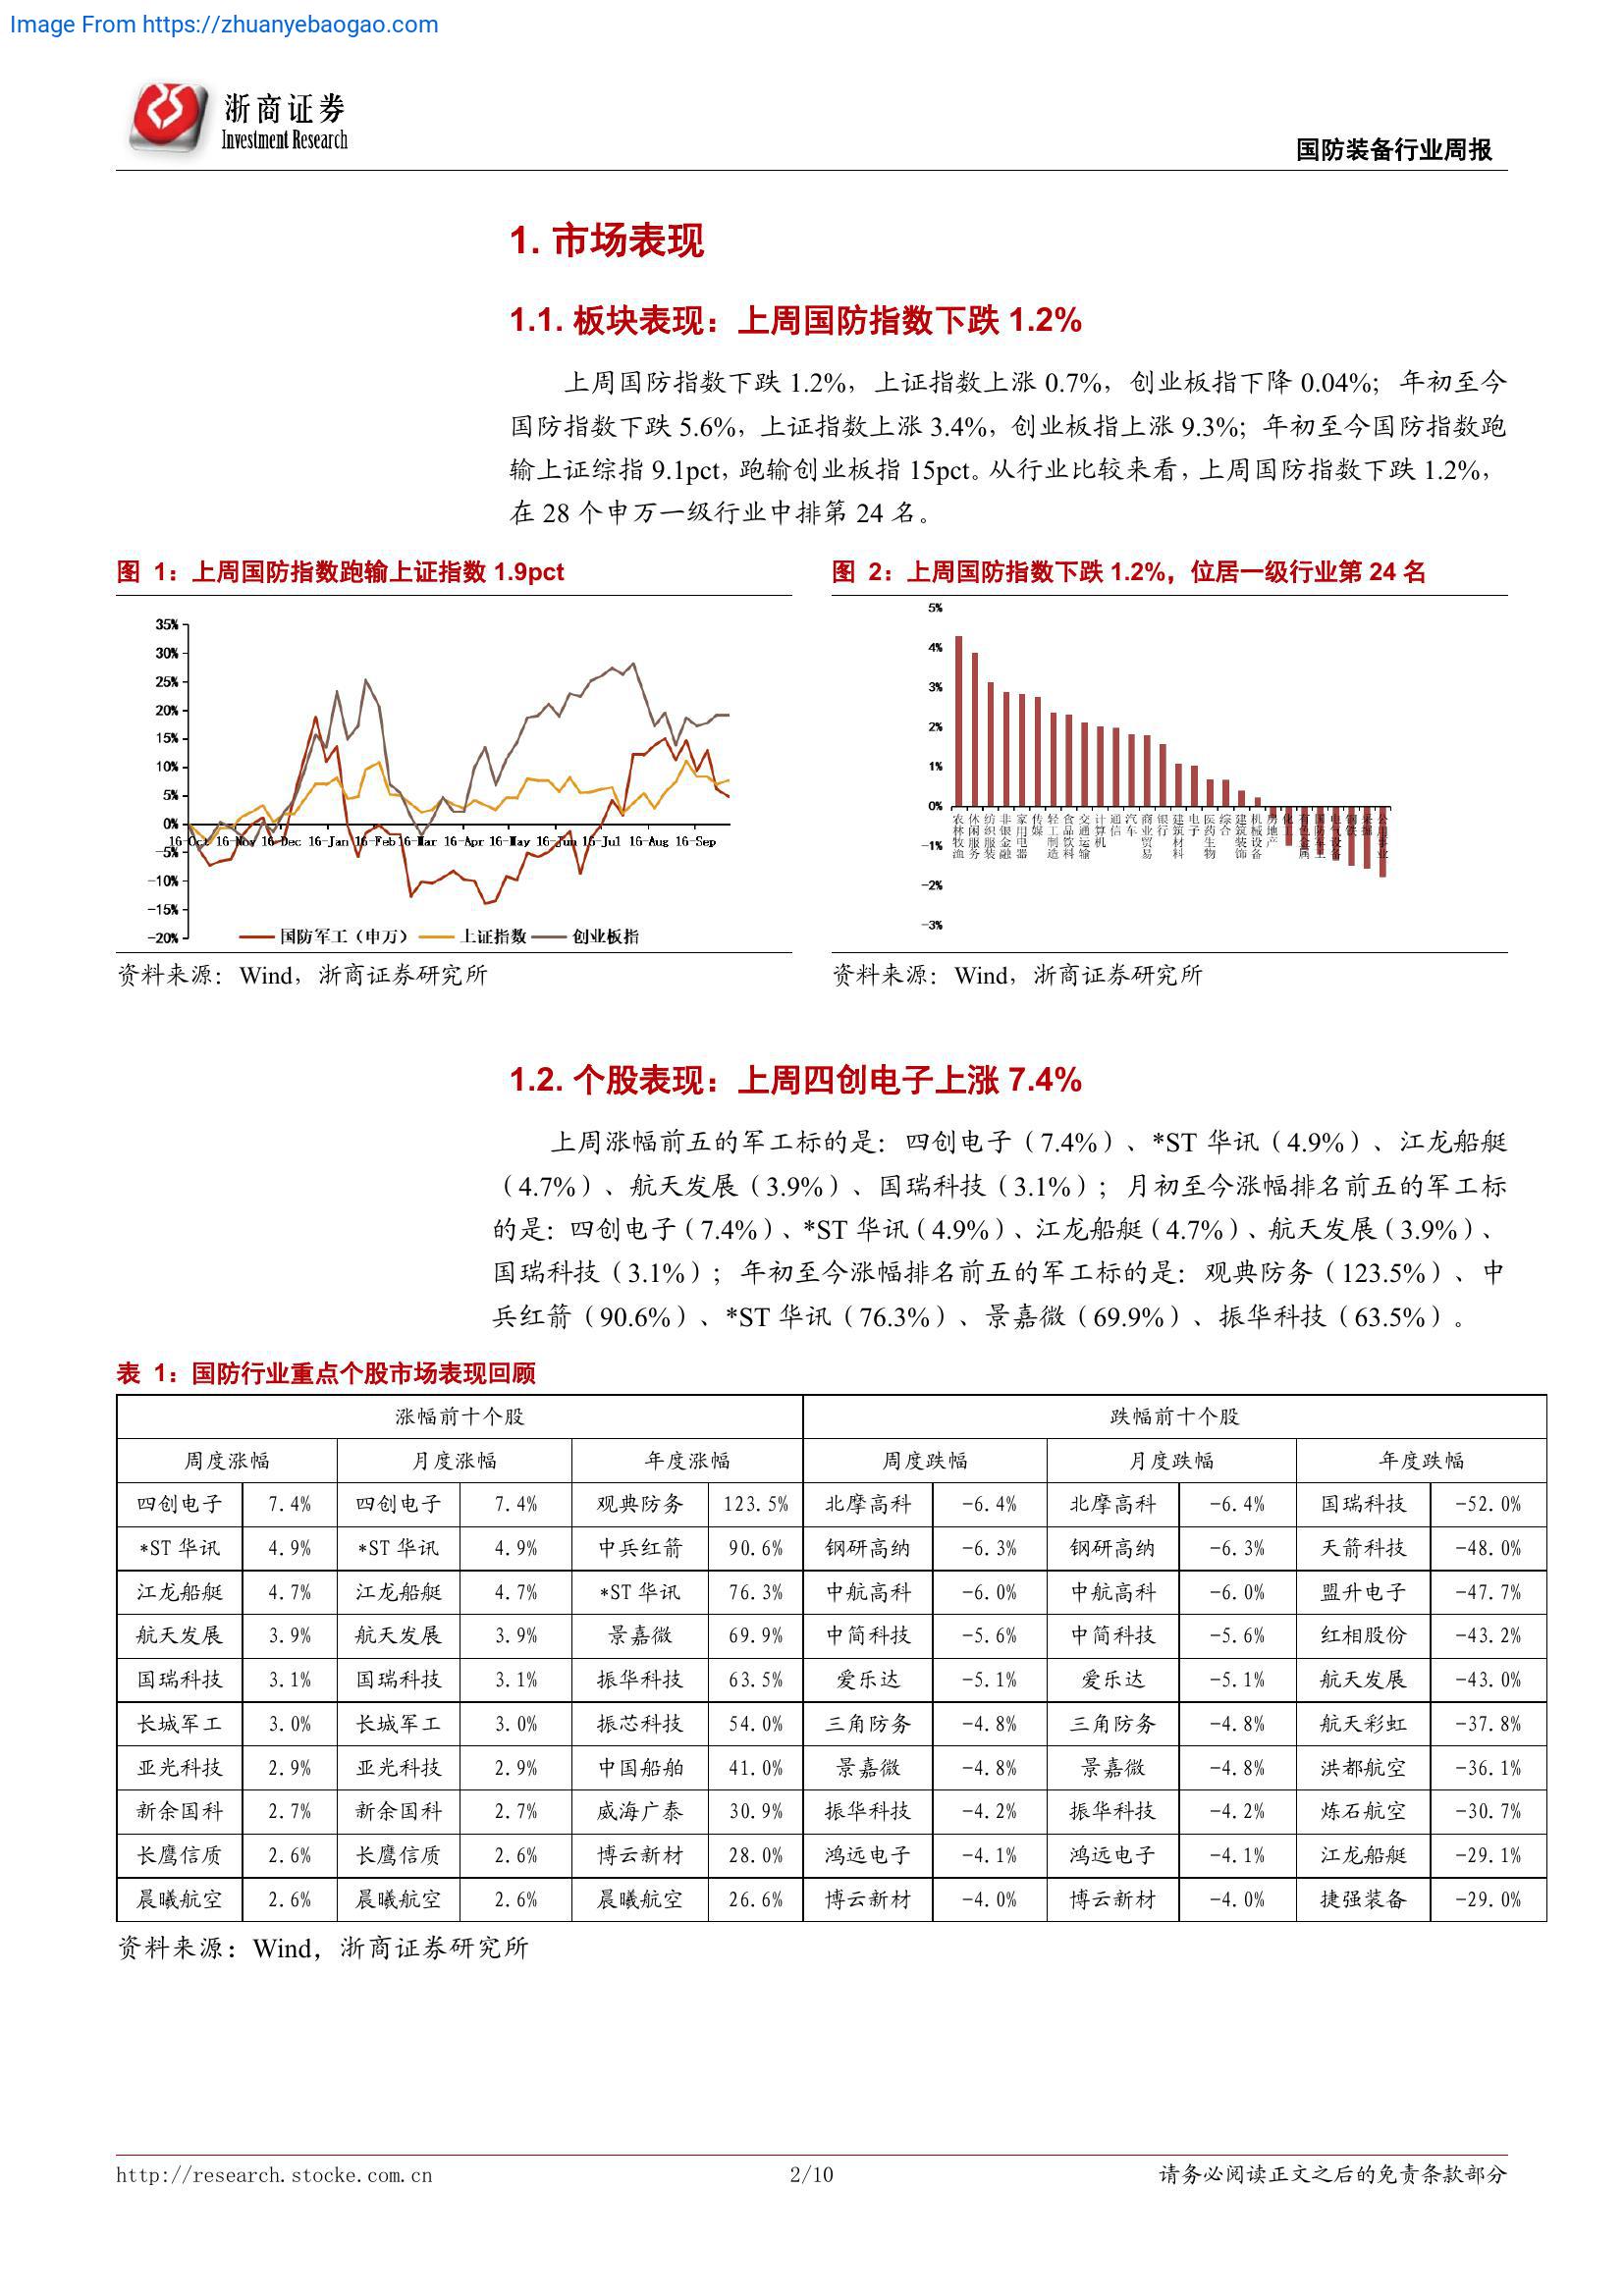 Image From https://zhuanyebaogao.com
浙商证券
Investment Research
国防装备行业周报
1. 市场表现
1.1. 板块表现：上周国防指数下跌 1.2%
上周国防指数下跌 1.2%，上证指数上涨 0.7%，创业板指下降 0.04%；年初至今
国防指数下跌 5.6%，上证指数上涨 3.4%，创业板指上涨 9.3%；年初至今国防指数跑
输上证综指 9.1pct，跑输创业板指 15pct。从行业比较来看，上周国防指数下跌 1.2%，
在 28 个申万一级行业中排第 24 名。
图 1：上周国防指数跑输上证指数 1.9pct
35%
30%
25%
20%
15%
10%
5%
0%
-5%
-10%
-15%
-20%
16-Oct 16-Nov 16-Dec 16-Jan 16-Feb 16-Mar 16-Apr 16-May 16-Jun 16-Jul 16-Aug 16-Sep
国防军工（申万） 上证指数 创业板指
资料来源：Wind，浙商证券研究所
图 2：上周国防指数下跌 1.2%，位居一级行业第 24 名
5%
4%
3%
2%
1%
0%
-1%
-2%
-3%
农林牧渔 休闲服务 纺织服装 非银金融 家用电器 传媒 轻工制造 食品饮料 交通运输 计算机 通信 汽车 商业贸易 银行 建筑材料 电子 医药生物 综合 建筑装饰 机械设备 房地产 化工 有色金属 国防军工 电气设备 钢铁 采掘 公用事业
资料来源：Wind，浙商证券研究所
1.2. 个股表现：上周四创电子上涨 7.4%
上周涨幅前五的军工标的是：四创电子（7.4%）、*ST 华讯（4.9%）、江龙船艇
（4.7%）、航天发展（3.9%）、国瑞科技（3.1%）；月初至今涨幅排名前五的军工标
的是：四创电子（7.4%）、*ST 华讯（4.9%）、江龙船艇（4.7%）、航天发展（3.9%）、
国瑞科技（3.1%）；年初至今涨幅排名前五的军工标的是：观典防务（123.5%）、中
兵红箭（90.6%）、*ST 华讯（76.3%）、景嘉微（69.9%）、振华科技（63.5%）。
表 1：国防行业重点个股市场表现回顾
涨幅前十个股 跌幅前十个股
周度涨幅 月度涨幅 年度涨幅 周度跌幅 月度跌幅 年度跌幅
四创电子 7.4% 四创电子 7.4% 观典防务 123.5% 北摩高科 -6.4% 北摩高科 -6.4% 国瑞科技 -52.0%
*ST 华讯 4.9% *ST 华讯 4.9% 中兵红箭 90.6% 钢研高纳 -6.3% 钢研高纳 -6.3% 天箭科技 -48.0%
江龙船艇 4.7% 江龙船艇 4.7% *ST 华讯 76.3% 中航高科 -6.0% 中航高科 -6.0% 盟升电子 -47.7%
航天发展 3.9% 航天发展 3.9% 景嘉微 69.9% 中简科技 -5.6% 中简科技 -5.6% 红相股份 -43.2%
国瑞科技 3.1% 国瑞科技 3.1% 振华科技 63.5% 爱乐达 -5.1% 爱乐达 -5.1% 航天发展 -43.0%
长城军工 3.0% 长城军工 3.0% 振芯科技 54.0% 三角防务 -4.8% 三角防务 -4.8% 航天彩虹 -37.8%
亚光科技 2.9% 亚光科技 2.9% 中国船舶 41.0% 景嘉微 -4.8% 景嘉微 -4.8% 洪都航空 -36.1%
新余国科 2.7% 新余国科 2.7% 威海广泰 30.9% 振华科技 -4.2% 振华科技 -4.2% 炼石航空 -30.7%
长鹰信质 2.6% 长鹰信质 2.6% 博云新材 28.0% 鸿远电子 -4.1% 鸿远电子 -4.1% 江龙船艇 -29.1%
晨曦航空 2.6% 晨曦航空 2.6% 晨曦航空 26.6% 博云新材 -4.0% 博云新材 -4.0% 捷强装备 -29.0%
资料来源：Wind，浙商证券研究所
http://research.stocke.com.cn
2/10
请务必阅读正文之后的免责条款部分